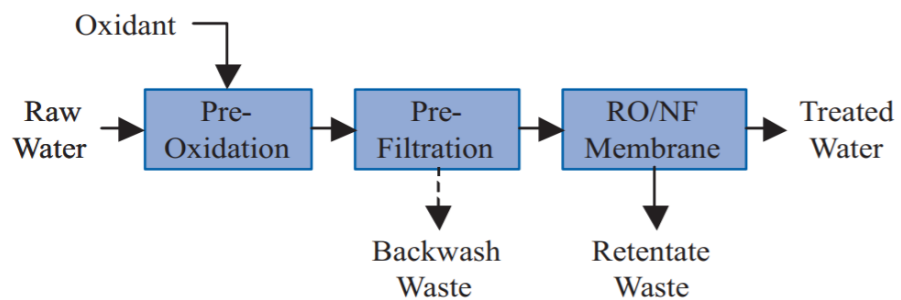 Oxidant
Raw
Water
Pre-
Oxidation
Pre-
Filtration
RO/NF
Membrane
Treated
Water
Backwash
Waste
Retentate
Waste